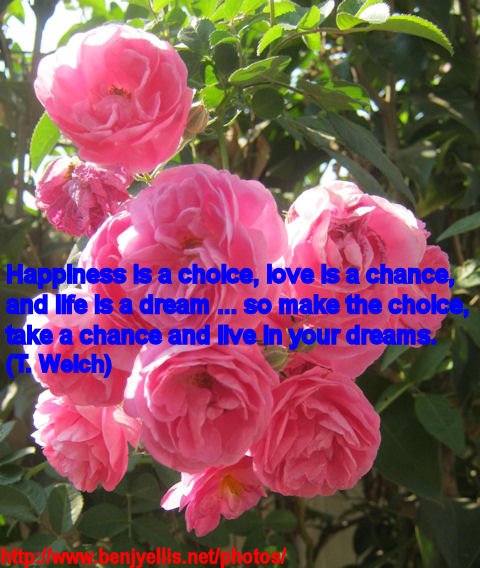 Happiness is a choice, love is a chance,
and life is a dream ... so make the choice,
take a chance and live in your dreams.
(T. Welch)
http://www.benjyellis.net/photos/